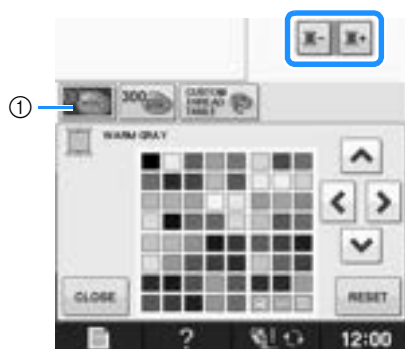 ①
300
CUSTOM
THREAD
TABLE
WARM GRAY
CLOSE
RESET
?
12:00